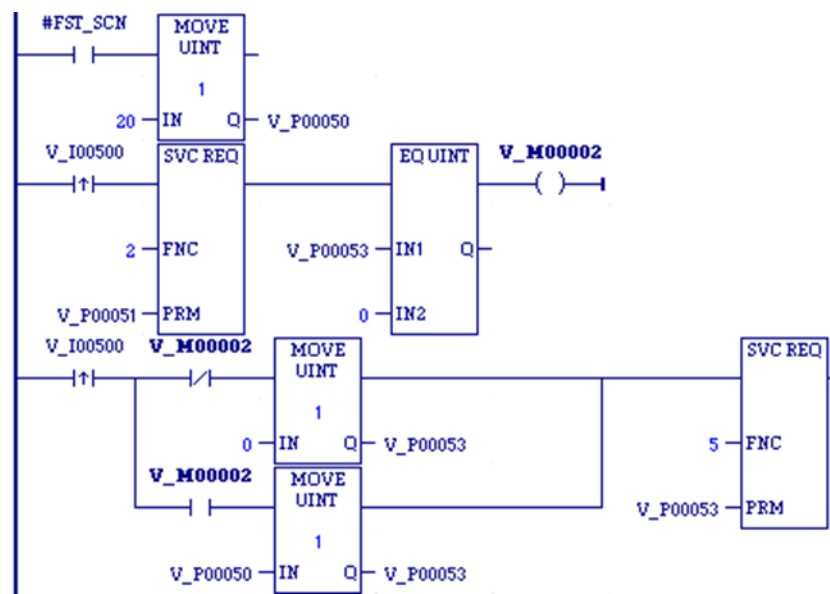 #FST_SCN
MOVE
UINT
1
20 IN Q V_P00050
V_I00500
SVC REQ
EQ UINT
V_M00002
2 FNC
V_P00053 IN1 Q
V_P00051 PRM
0 IN2
V_I00500
V_M00002
MOVE
UINT
SVC REQ
1
0 IN Q V_P00053
5 FNC
V_M00002
MOVE
UINT
V_P00053 PRM
1
V_P00050 IN Q V_P00053